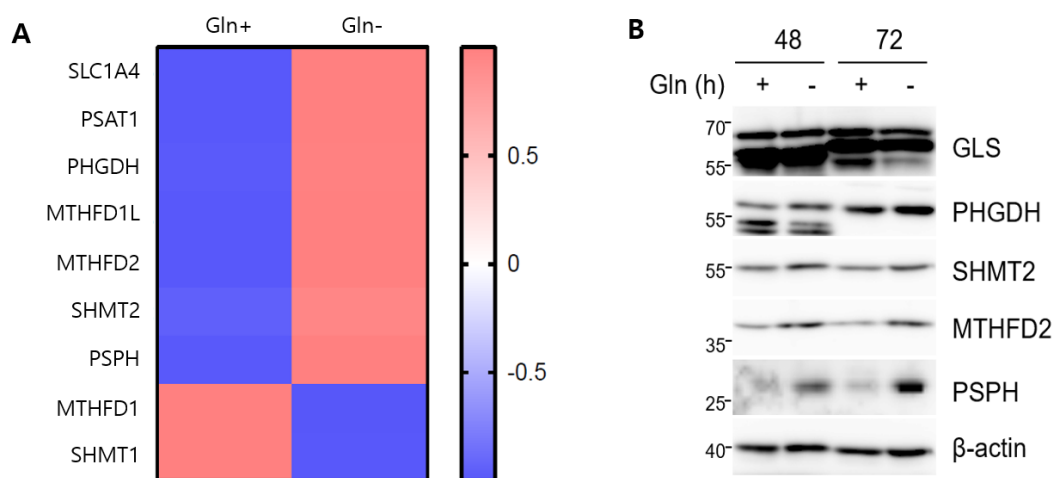 A
Gln+ Gln-
SLC1A4
PSAT1
PHGDH
MTHFD1L
MTHFD2
SHMT2
PSPH
MTHFD1
SHMT1
0.5
0
-0.5
B
48 72
Gln (h) + - + -
70
55
GLS
55
PHGDH
55
SHMT2
35
MTHFD2
25
PSPH
40
β-actin